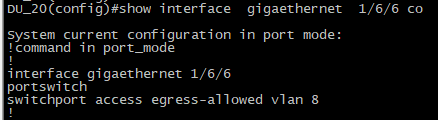 DU_20(config)#show interface  gigaethernet  1/6/6 co
System current configuration in port mode:
!command in port_mode
!
interface gigaethernet 1/6/6
portswitch
switchport access egress-allowed vlan 8
!